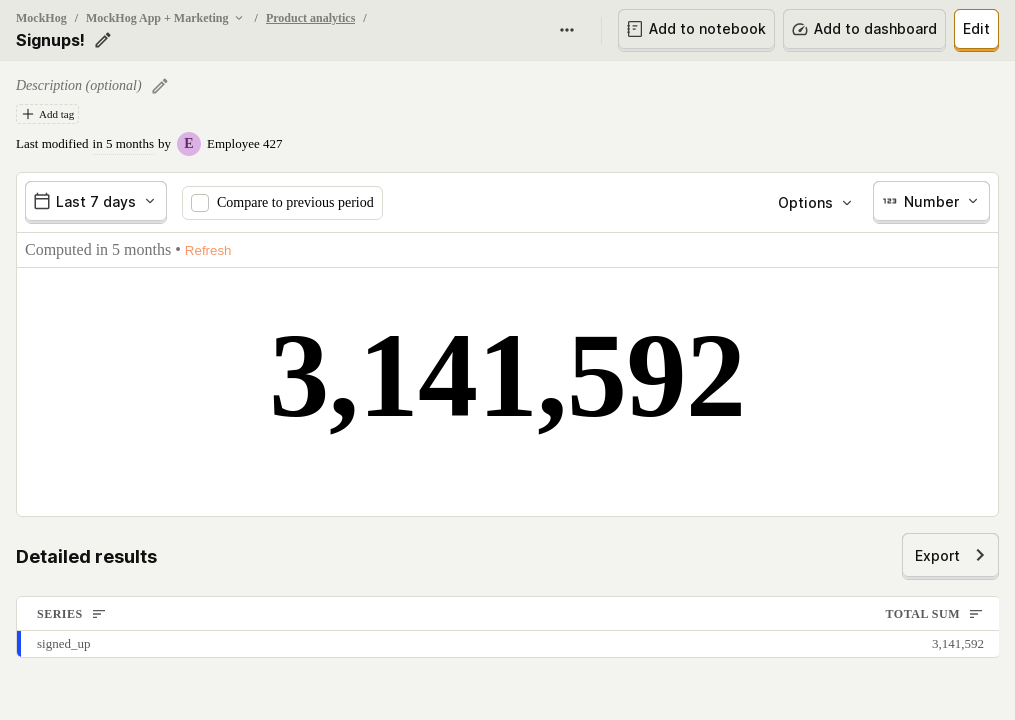 MockHog / MockHog App + Marketing / Product analytics /
Signups!
Add to notebook
Add to dashboard
Edit
Description (optional)
Add tag
Last modified in 5 months by E Employee 427
Last 7 days
Compare to previous period
Options
123 Number
Computed in 5 months • Refresh
3,141,592
Detailed results
Export
SERIES TOTAL SUM
signed_up 3,141,592